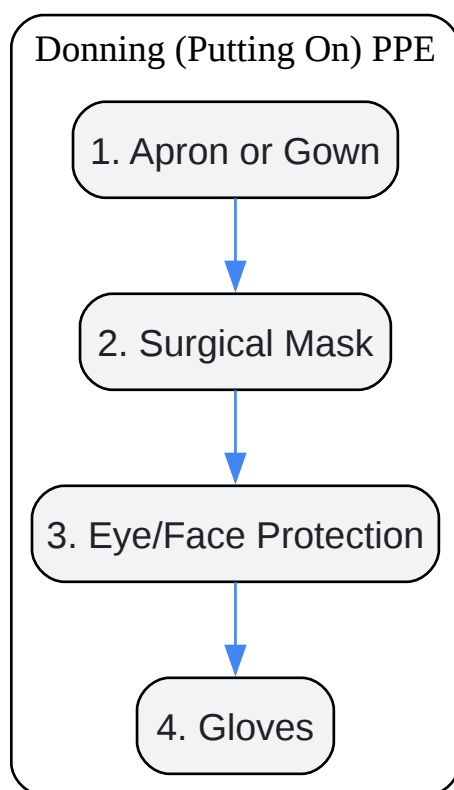 Donning (Putting On) PPE
1. Apron or Gown
2. Surgical Mask
3. Eye/Face Protection
4. Gloves